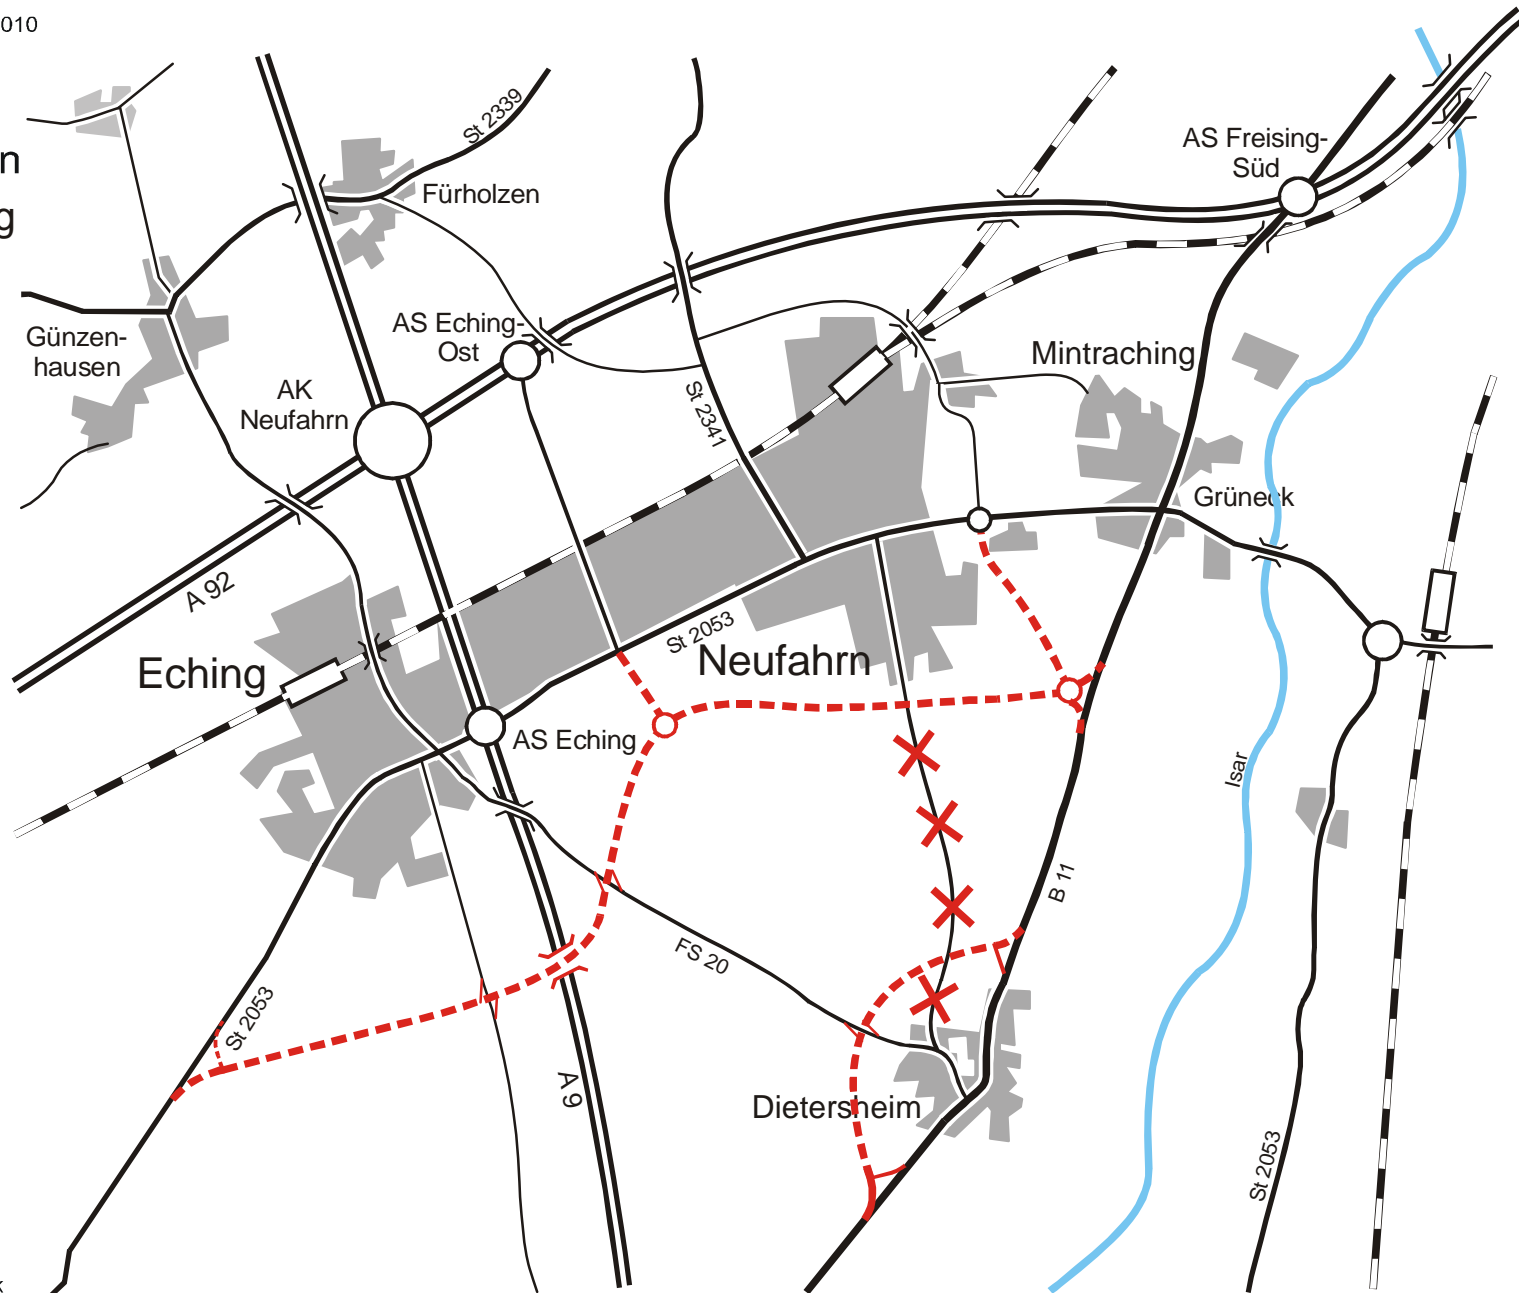 010
n
g
St 2339
AS Freising-
Süd
Fürholzen
Günzen-
hausen
AS Eching-
Ost
Mintraching
AK
Neufahrn
St 2341
Grüneck
A 92
St 2053
Eching
Neufahrn
AS Eching
Isar
B 11
FS 20
St 2053
A 9
Dietersheim
St 2053
k